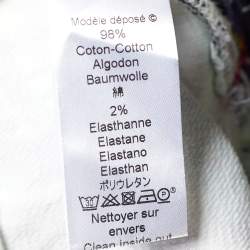 Modèle déposé ©
98%
Coton-Cotton
Algodon
Baumwolle
綿
2%
Elasthanne
Elastane
Elastano
Elasthan
ポリウレタン
Nettoyer sur
envers
Clean inside out